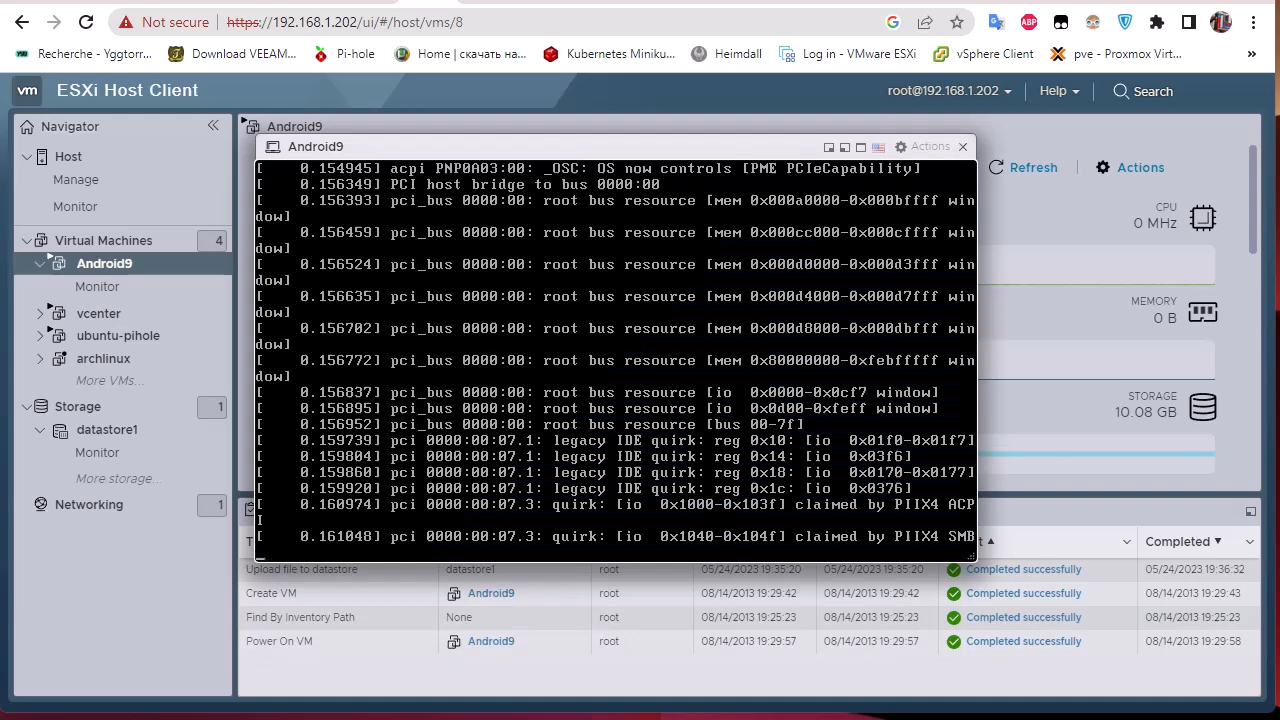 Not secure https://192.168.1.202/ui/#/host/vms/8
Recherche - Yggtorr... Download VEEAM... Pi-hole Home | скачать на... Kubernetes Miniku... Heimdall Log in - VMware ESXi vSphere Client pve - Proxmox Virt... »
vm ESXi Host Client root@192.168.1.202 Help Search
Navigator
Host
Manage
Monitor
Virtual Machines 4
Android9
Monitor
vcenter
ubuntu-pihole
archlinux
More VMs...
Storage 1
datastore1
Monitor
More storage...
Networking 1
Android9
Refresh Actions
CPU
0 MHz
MEMORY
0 B
STORAGE
10.08 GB
Android9 Actions
[    0.154945] acpi PNP0A03:00: _OSC: OS now controls [PME PCIeCapability]
[    0.156349] PCI host bridge to bus 0000:00
[    0.156393] pci_bus 0000:00: root bus resource [mem 0x000a0000-0x000bffff win
dow]
[    0.156459] pci_bus 0000:00: root bus resource [mem 0x000cc000-0x000cffff win
dow]
[    0.156524] pci_bus 0000:00: root bus resource [mem 0x000d0000-0x000d3fff win
dow]
[    0.156635] pci_bus 0000:00: root bus resource [mem 0x000d4000-0x000d7fff win
dow]
[    0.156702] pci_bus 0000:00: root bus resource [mem 0x000d8000-0x000dbfff win
dow]
[    0.156772] pci_bus 0000:00: root bus resource [mem 0x80000000-0xfebfffff win
dow]
[    0.156837] pci_bus 0000:00: root bus resource [io  0x0000-0x0cf7 window]
[    0.156895] pci_bus 0000:00: root bus resource [io  0x0d00-0xfeff window]
[    0.156952] pci_bus 0000:00: root bus resource [bus 00-7f]
[    0.159739] pci 0000:00:07.1: legacy IDE quirk: reg 0x10: [io  0x01f0-0x01f7]
[    0.159804] pci 0000:00:07.1: legacy IDE quirk: reg 0x14: [io  0x03f6]
[    0.159860] pci 0000:00:07.1: legacy IDE quirk: reg 0x18: [io  0x0170-0x0177]
[    0.159920] pci 0000:00:07.1: legacy IDE quirk: reg 0x1c: [io  0x0376]
[    0.160974] pci 0000:00:07.3: quirk: [io  0x1000-0x103f] claimed by PIIX4 ACP
I
[    0.161048] pci 0000:00:07.3: quirk: [io  0x1040-0x104f] claimed by PIIX4 SMB
Completed
Upload file to datastore datastore1 root 05/24/2023 19:35:20 05/24/2023 19:35:20 Completed successfully 05/24/2023 19:36:32
Create VM Android9 root 08/14/2013 19:29:42 08/14/2013 19:29:42 Completed successfully 08/14/2013 19:29:43
Find By Inventory Path None root 08/14/2013 19:25:23 08/14/2013 19:25:23 Completed successfully 08/14/2013 19:25:23
Power On VM Android9 root 08/14/2013 19:29:57 08/14/2013 19:29:57 Completed successfully 08/14/2013 19:29:58